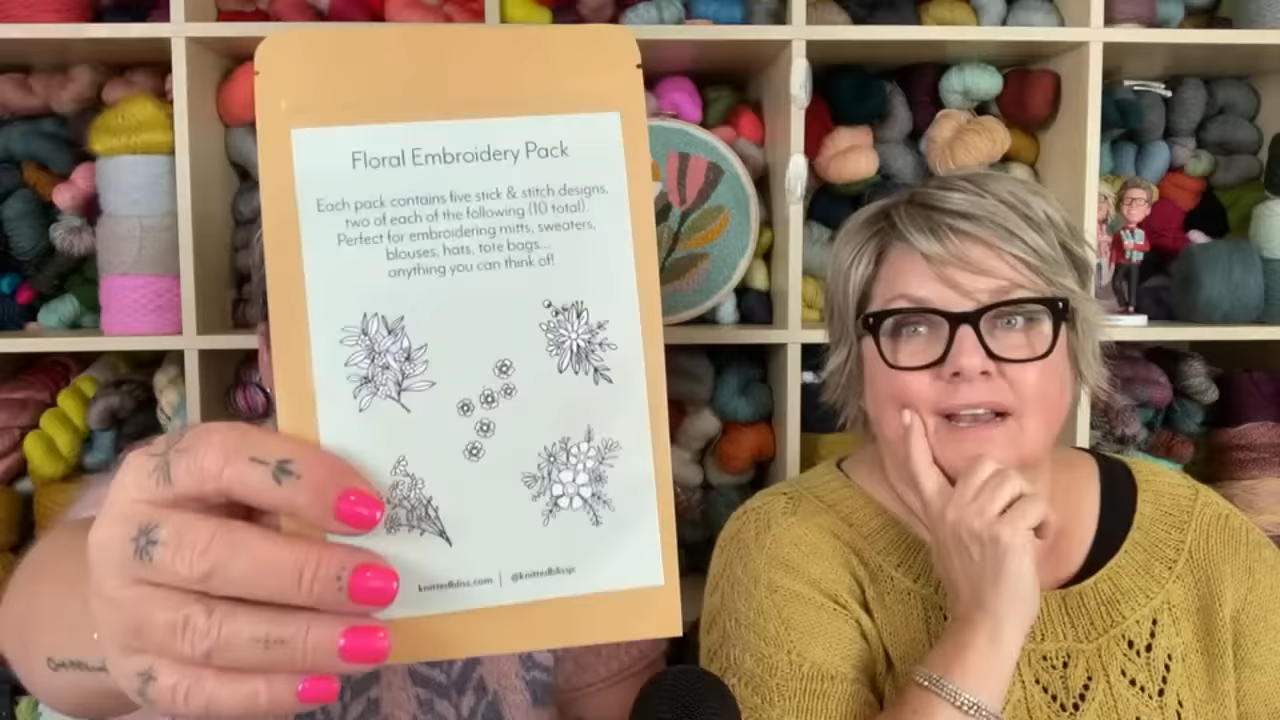 Floral Embroidery Pack
Each pack contains five stick & stitch designs,
two of each of the following (10 total).
Perfect for embroidering mitts, sweaters,
blouses, hats, tote bags...
anything you can think of!
knittedbliss.com | @knittedblissjc